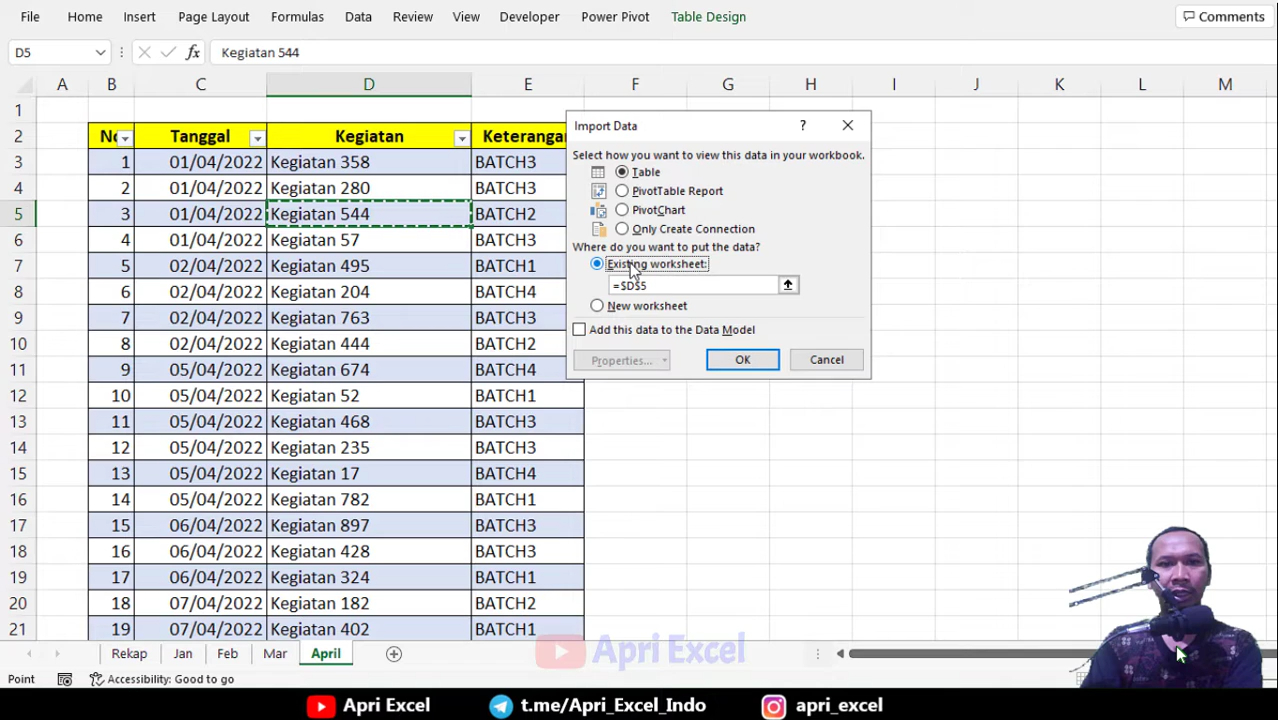 File Home Insert Page Layout Formulas Data Review View Developer Power Pivot Table Design Comments
D5 fx Kegiatan 544
A B C D E F G H I J K L M
1
2 No Tanggal Kegiatan Keterangan
3 1 01/04/2022 Kegiatan 358 BATCH3
4 2 01/04/2022 Kegiatan 280 BATCH3
5 3 01/04/2022 Kegiatan 544 BATCH2
6 4 01/04/2022 Kegiatan 57 BATCH3
7 5 02/04/2022 Kegiatan 495 BATCH1
8 6 02/04/2022 Kegiatan 204 BATCH4
9 7 02/04/2022 Kegiatan 763 BATCH3
10 8 02/04/2022 Kegiatan 444 BATCH2
11 9 05/04/2022 Kegiatan 674 BATCH4
12 10 05/04/2022 Kegiatan 52 BATCH1
13 11 05/04/2022 Kegiatan 468 BATCH3
14 12 05/04/2022 Kegiatan 235 BATCH3
15 13 05/04/2022 Kegiatan 17 BATCH4
16 14 05/04/2022 Kegiatan 782 BATCH1
17 15 06/04/2022 Kegiatan 897 BATCH3
18 16 06/04/2022 Kegiatan 428 BATCH3
19 17 06/04/2022 Kegiatan 324 BATCH1
20 18 07/04/2022 Kegiatan 182 BATCH2
21 19 07/04/2022 Kegiatan 402 BATCH1
Import Data ?
Select how you want to view this data in your workbook.
Table
PivotTable Report
PivotChart
Only Create Connection
Where do you want to put the data?
Existing worksheet:
=$D$5
New worksheet
Add this data to the Data Model
Properties... OK Cancel
Rekap Jan Feb Mar April
Apri Excel
Point Accessibility: Good to go
Apri Excel t.me/Apri_Excel_Indo apri_excel